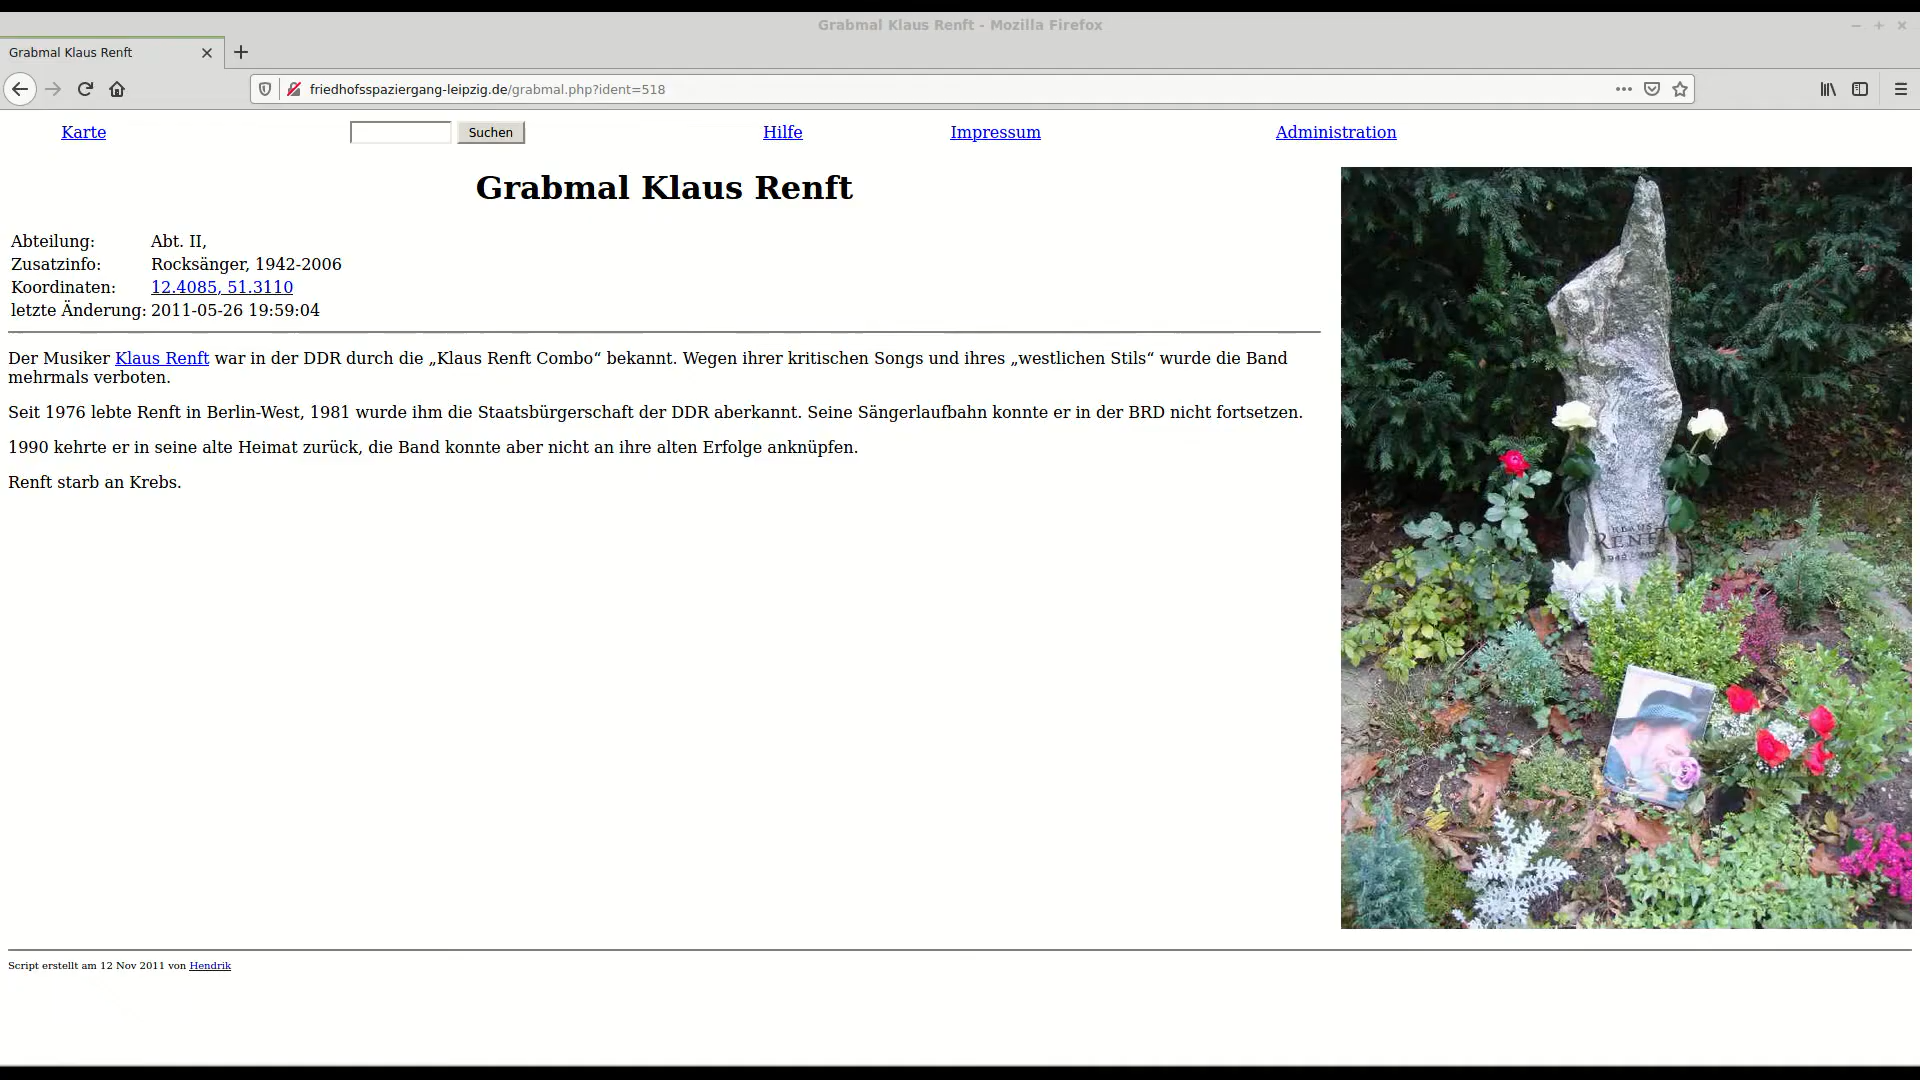 Grabmal Klaus Renft - Mozilla Firefox
Grabmal Klaus Renft
friedhofsspaziergang-leipzig.de/grabmal.php?ident=518
Karte Suchen Hilfe Impressum Administration
Grabmal Klaus Renft
Abteilung: Abt. II,
Zusatzinfo: Rocksänger, 1942-2006
Koordinaten: 12.4085, 51.3110
letzte Änderung: 2011-05-26 19:59:04
Der Musiker Klaus Renft war in der DDR durch die „Klaus Renft Combo“ bekannt. Wegen ihrer kritischen Songs und ihres „westlichen Stils“ wurde die Band
mehrmals verboten.
Seit 1976 lebte Renft in Berlin-West, 1981 wurde ihm die Staatsbürgerschaft der DDR aberkannt. Seine Sängerlaufbahn konnte er in der BRD nicht fortsetzen.
1990 kehrte er in seine alte Heimat zurück, die Band konnte aber nicht an ihre alten Erfolge anknüpfen.
Renft starb an Krebs.
KLAUS
RENFT
Script erstellt am 12 Nov 2011 von Hendrik